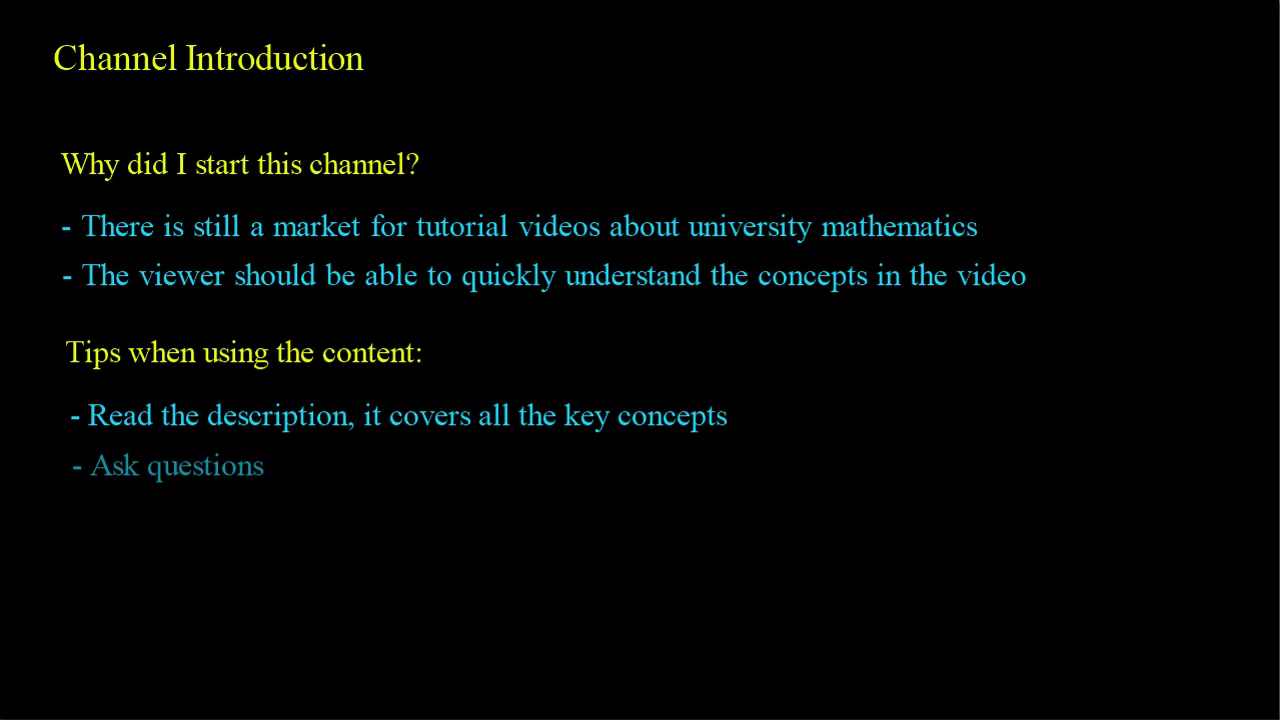 Channel Introduction
Why did I start this channel?
- There is still a market for tutorial videos about university mathematics
- The viewer should be able to quickly understand the concepts in the video
Tips when using the content:
- Read the description, it covers all the key concepts
- Ask questions